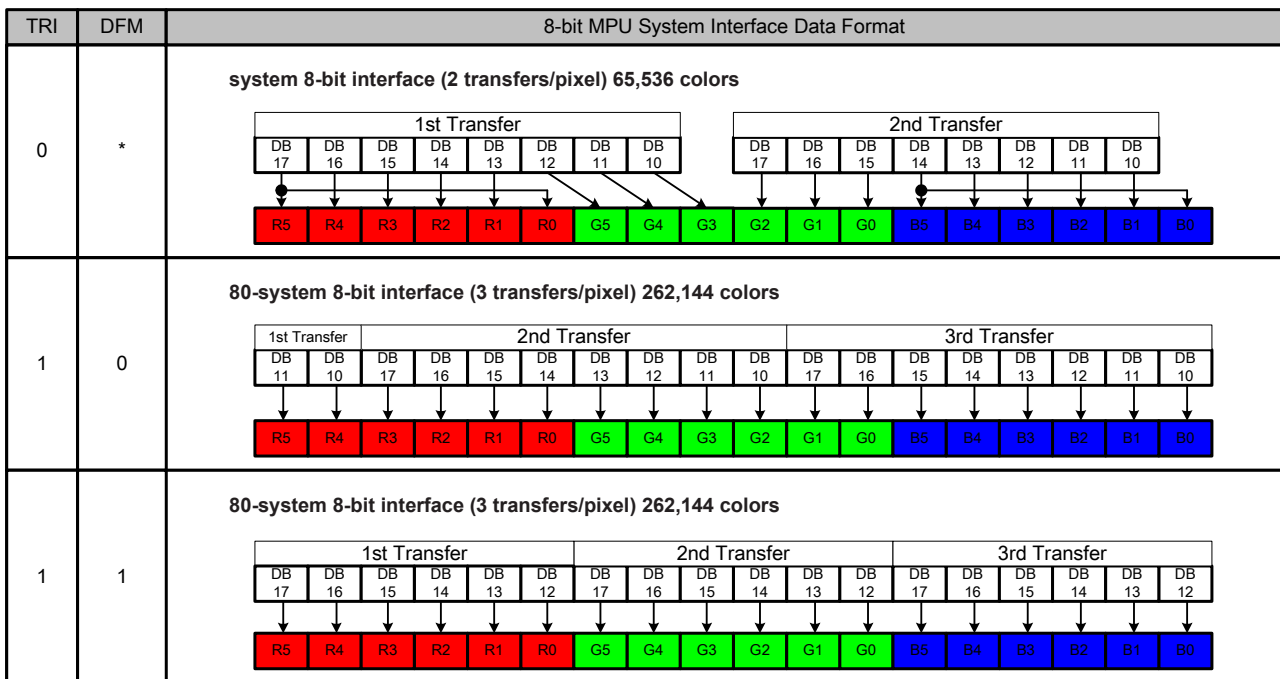 TRI DFM 8-bit MPU System Interface Data Format
0 *
system 8-bit interface (2 transfers/pixel) 65,536 colors
1st Transfer 2nd Transfer
DB DB DB DB DB DB DB DB DB DB DB DB DB DB DB DB
17 16 15 14 13 12 11 10 17 16 15 14 13 12 11 10
R5 R4 R3 R2 R1 R0 G5 G4 G3 G2 G1 G0 B5 B4 B3 B2 B1 B0
1 0
80-system 8-bit interface (3 transfers/pixel) 262,144 colors
1st Transfer 2nd Transfer 3rd Transfer
DB DB DB DB DB DB DB DB DB DB DB DB DB DB DB DB DB DB
11 10 17 16 15 14 13 12 11 10 17 16 15 14 13 12 11 10
R5 R4 R3 R2 R1 R0 G5 G4 G3 G2 G1 G0 B5 B4 B3 B2 B1 B0
1 1
80-system 8-bit interface (3 transfers/pixel) 262,144 colors
1st Transfer 2nd Transfer 3rd Transfer
DB DB DB DB DB DB DB DB DB DB DB DB DB DB DB DB DB DB
17 16 15 14 13 12 17 16 15 14 13 12 17 16 15 14 13 12
R5 R4 R3 R2 R1 R0 G5 G4 G3 G2 G1 G0 B5 B4 B3 B2 B1 B0